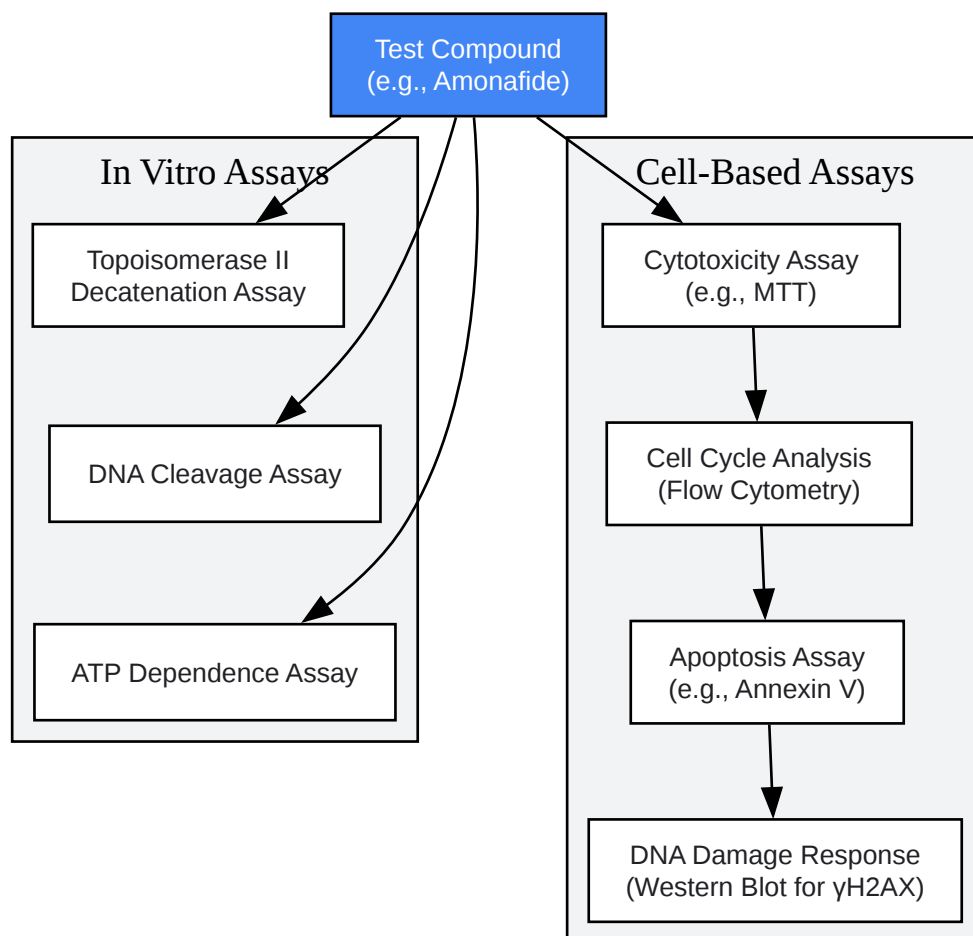 Test Compound
(e.g., Amonafide)
In Vitro Assays
Topoisomerase II
Decatenation Assay
DNA Cleavage Assay
ATP Dependence Assay
Cell-Based Assays
Cytotoxicity Assay
(e.g., MTT)
Cell Cycle Analysis
(Flow Cytometry)
Apoptosis Assay
(e.g., Annexin V)
DNA Damage Response
(Western Blot for γH2AX)